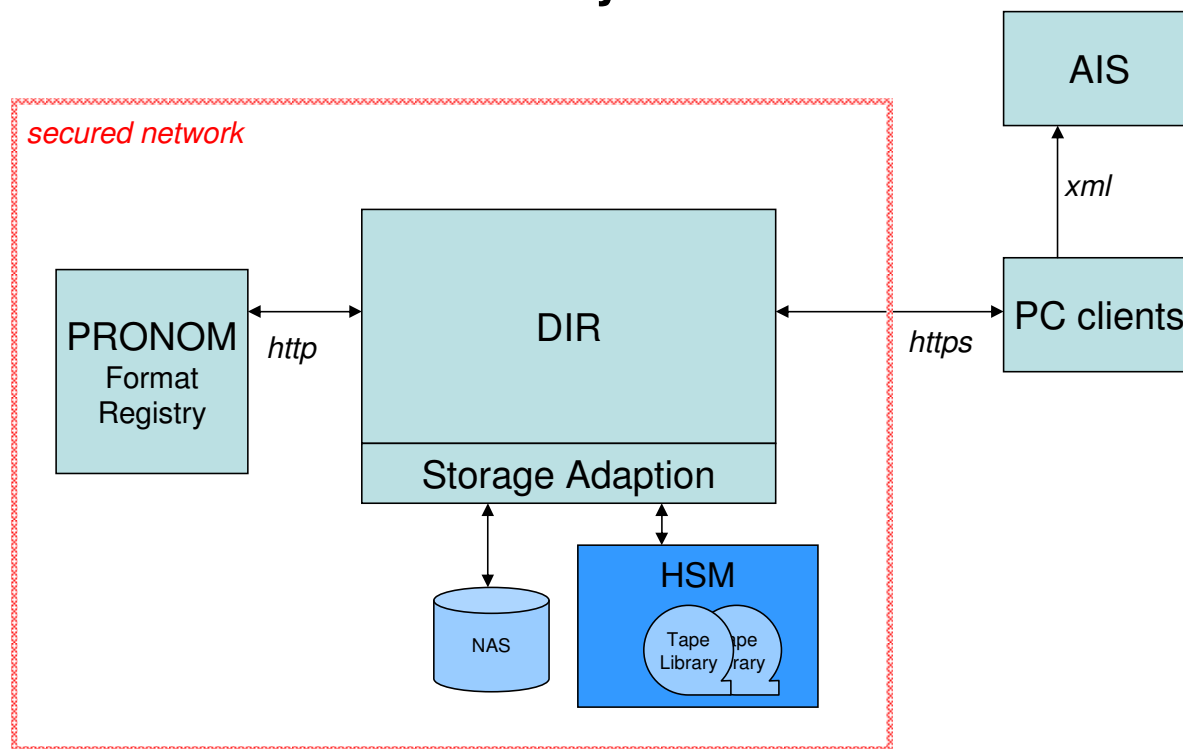 AIS
secured network
xml
PRONOM
Format
Registry
http
DIR
https
PC clients
Storage Adaption
NAS
HSM
Tape
Library